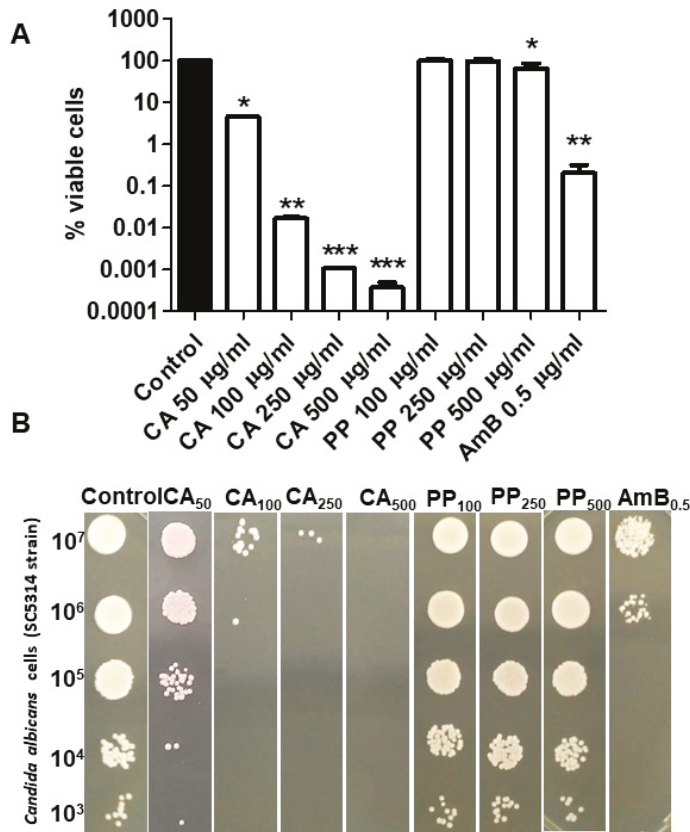 A
1000
100
10
1
0.1
0.01
0.001
0.0001
% viable cells
*
**
***
***
*
**
Control
CA 50 µg/ml
CA 100 µg/ml
CA 250 µg/ml
CA 500 µg/ml
PP 100 µg/ml
PP 250 µg/ml
PP 500 µg/ml
AmB 0.5 µg/ml
B
Control CA₅₀ CA₁₀₀ CA₂₅₀ CA₅₀₀ PP₁₀₀ PP₂₅₀ PP₅₀₀ AmB₀.₅
Candida albicans cells (SC5314 strain)
10⁷
10⁶
10⁵
10⁴
10³